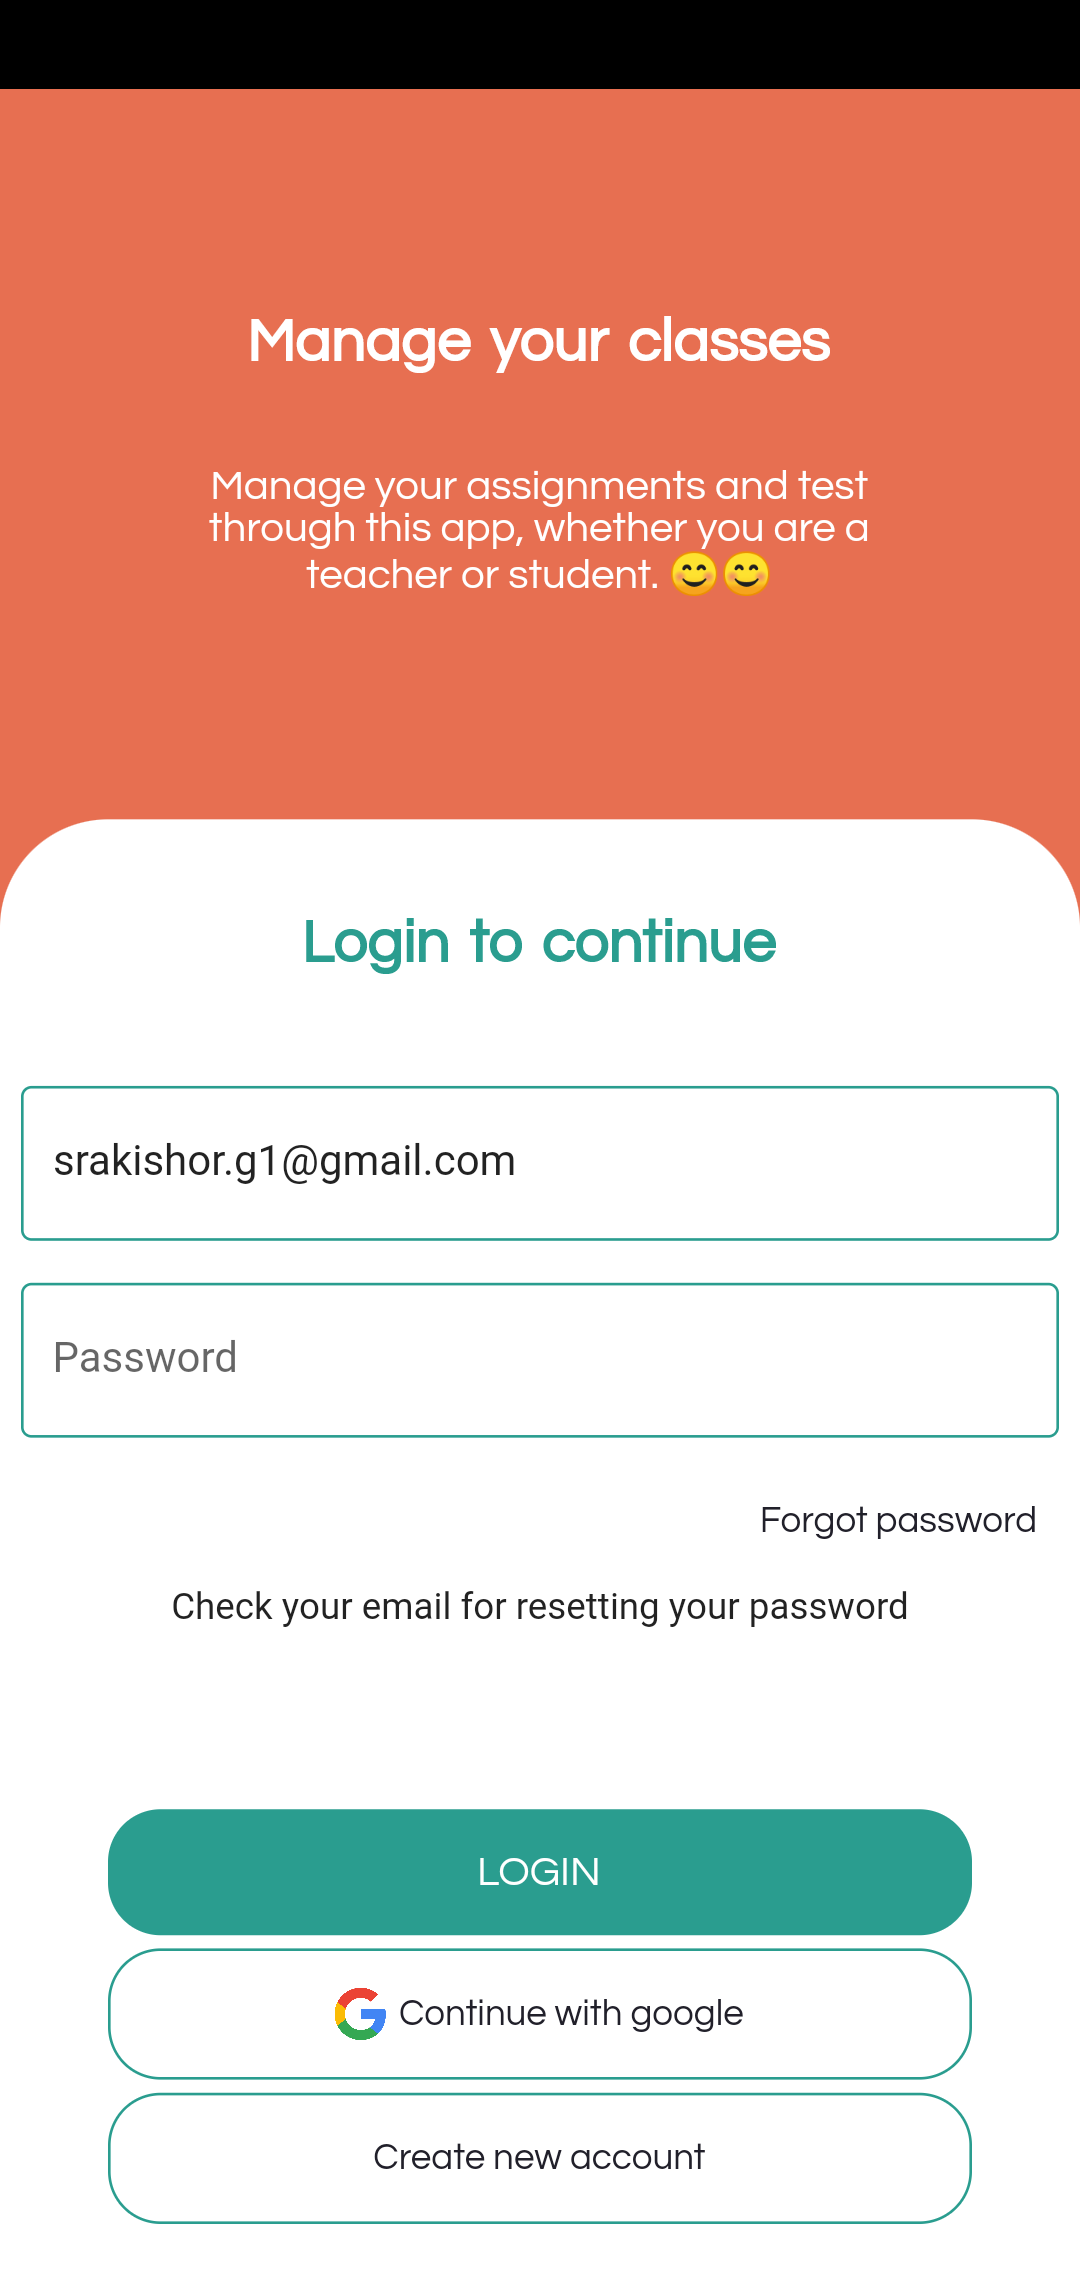 Manage your classes
Manage your assignments and test
through this app, whether you are a
teacher or student. 😊😊
Login to continue
srakishor.g1@gmail.com
Password
Forgot password
Check your email for resetting your password
LOGIN
Continue with google
Create new account